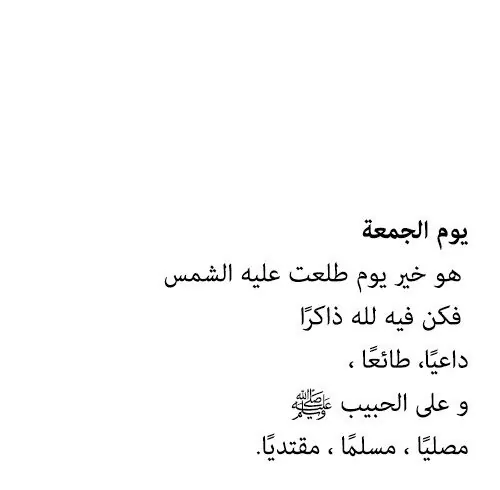 يوم الجمعة
هو خير يوم طلعت عليه الشمس
فكن فيه لله ذاكرًا
داعيًا، طائعًا ،
و على الحبيب ﷺ
مصليًا ، مسلمًا ، مقتديًا.